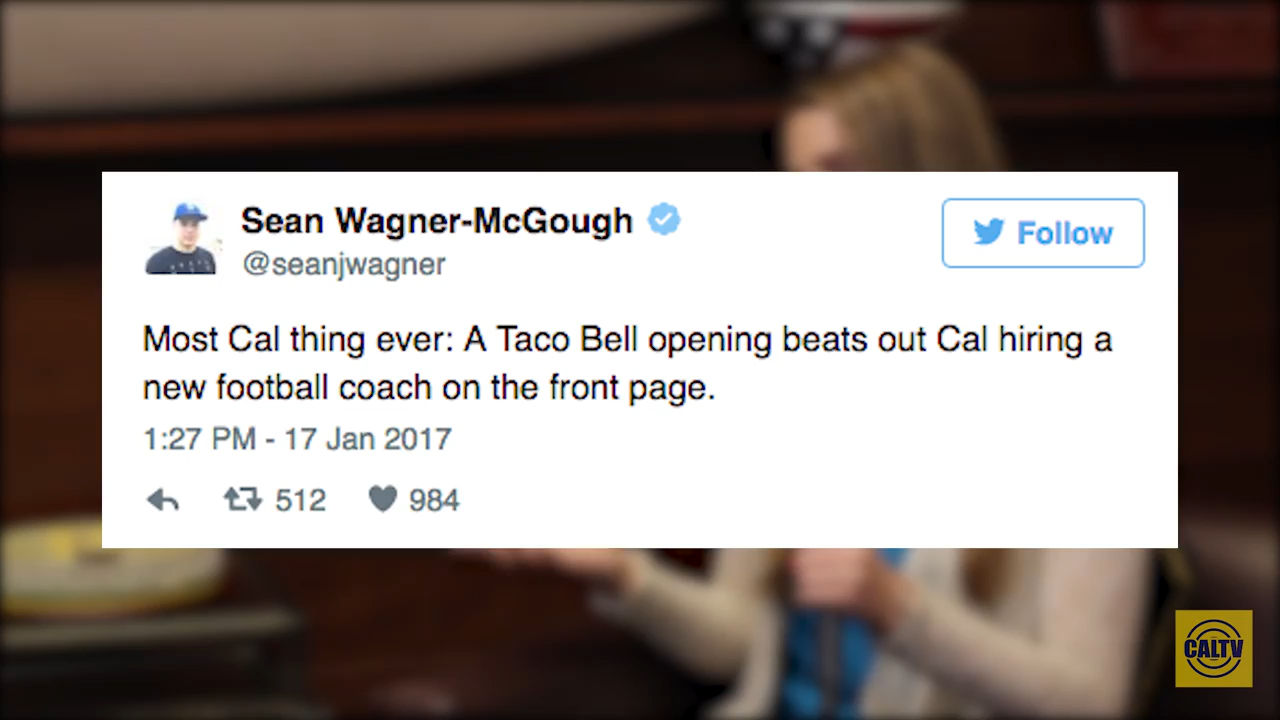 Sean Wagner-McGough
Follow
@seanjwagner
Most Cal thing ever: A Taco Bell opening beats out Cal hiring a
new football coach on the front page.
1:27 PM - 17 Jan 2017
512 984
CALTV